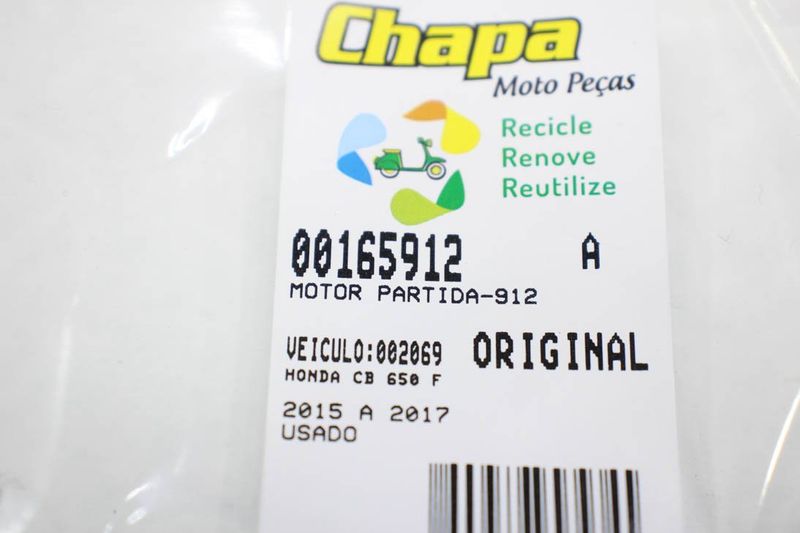 Chapa
Moto Peças
Recicle
Renove
Reutilize
00165912 A
MOTOR PARTIDA-912
VEICULO:002069 ORIGINAL
HONDA CB 650 F
2015 A 2017
USADO